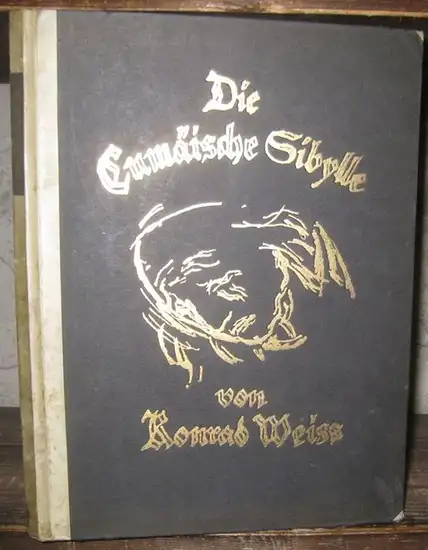 Die
Cumäische Sibylle
von
Konrad Weiss